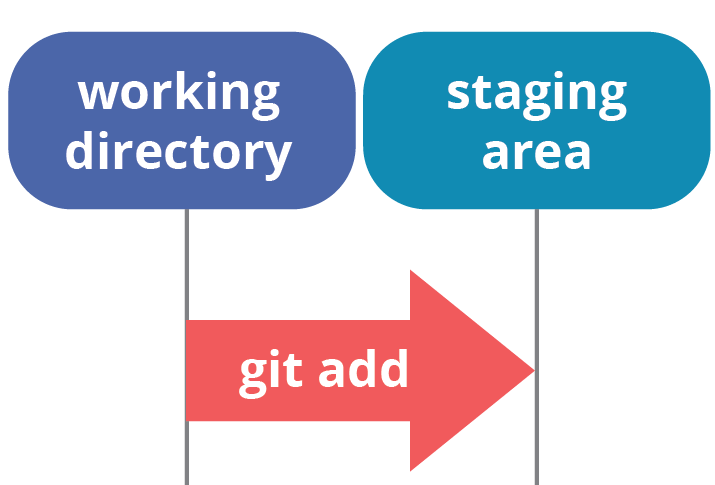 working
directory
staging
area
git add